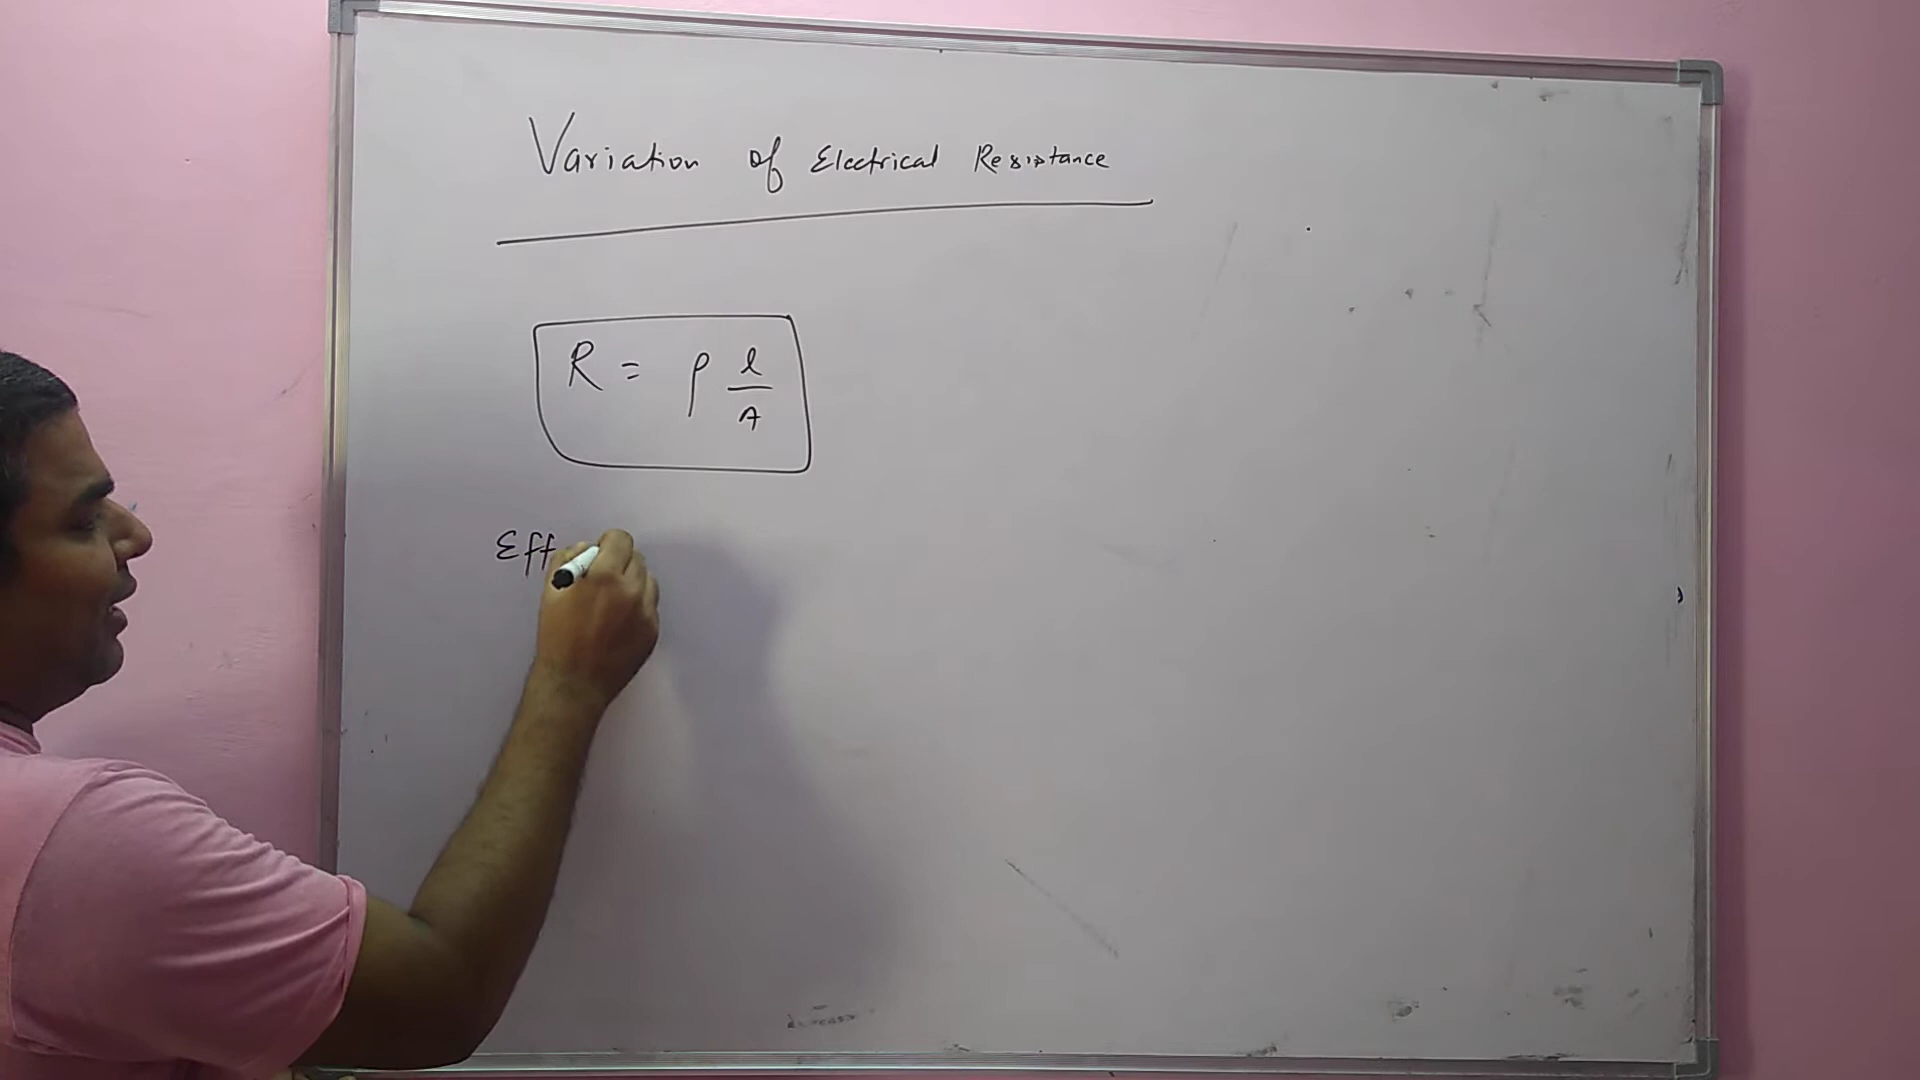 Variation of Electrical Resistance
R = ρ l/A
Eff